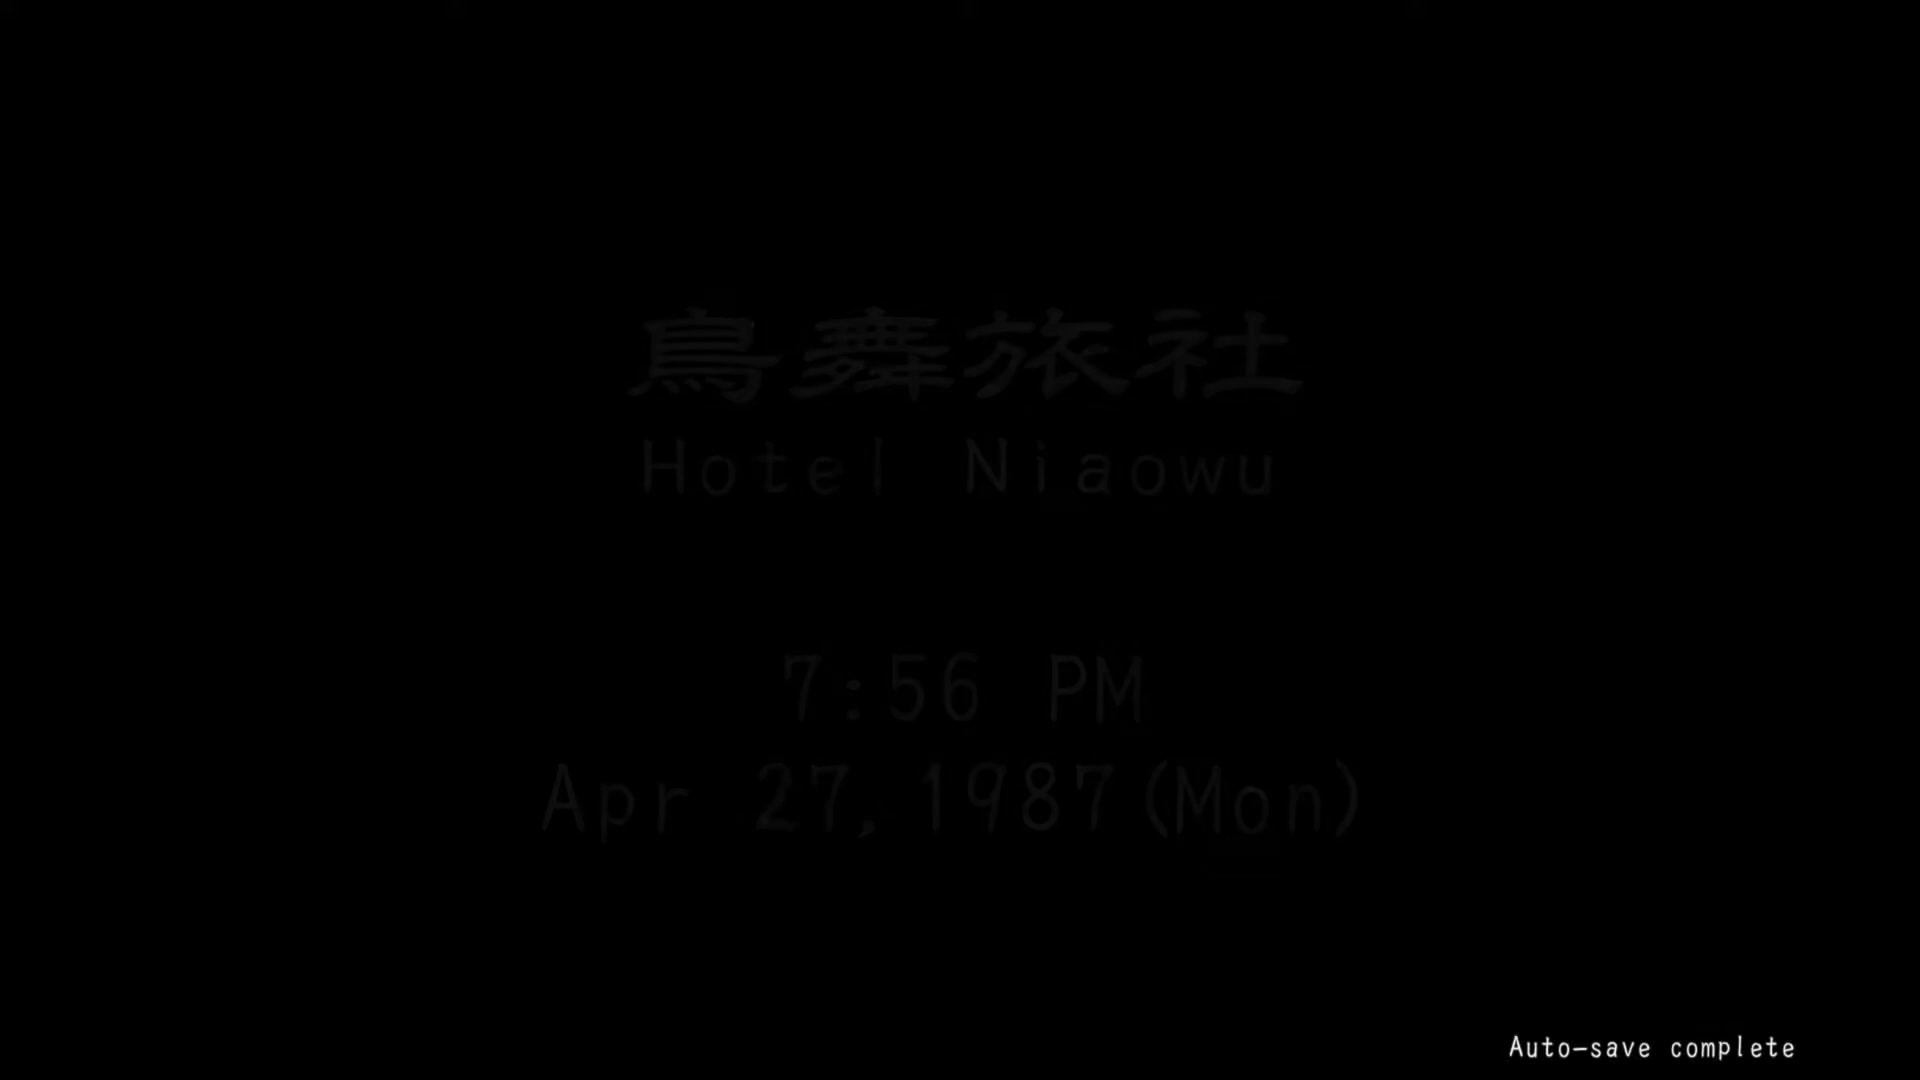 鳥舞旅社
Hotel Niaowu
7:56 PM
Apr 27, 1987(Mon)
Auto-save complete